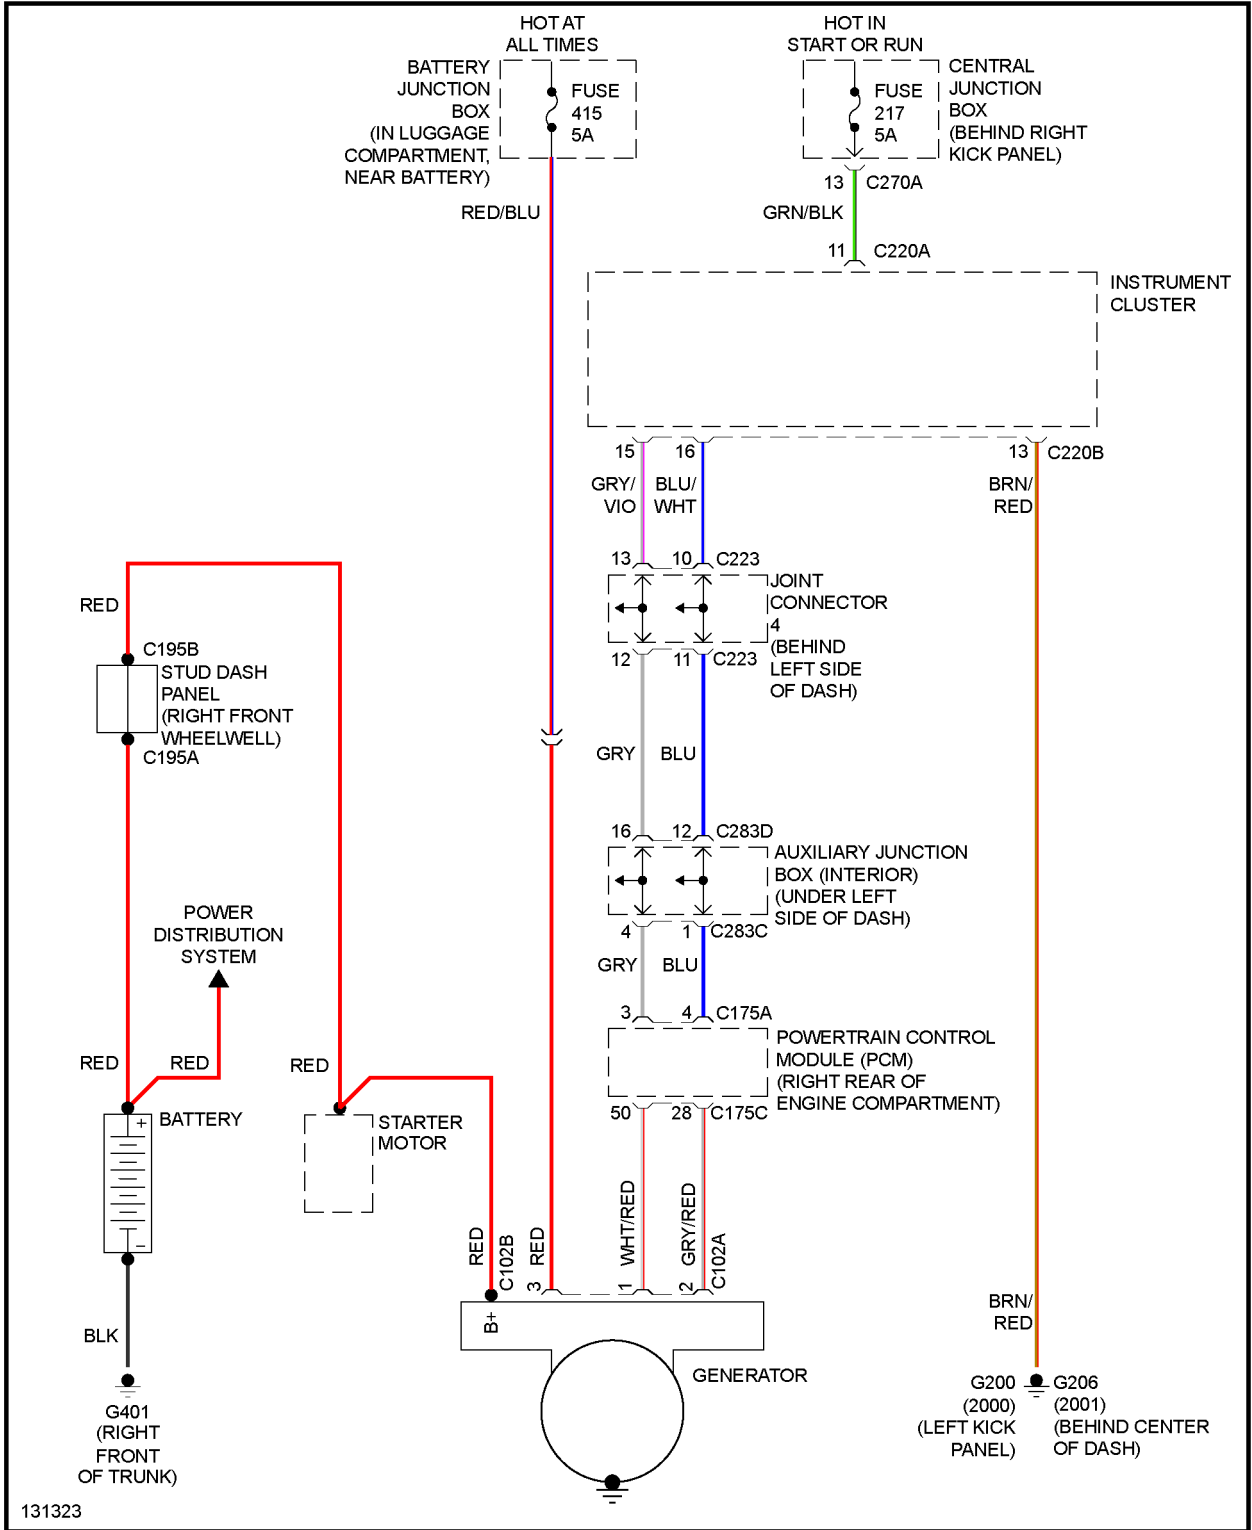 HOT AT
ALL TIMES
HOT IN
START OR RUN
BATTERY
JUNCTION
BOX
(IN LUGGAGE
COMPARTMENT,
NEAR BATTERY)
FUSE
415
5A
FUSE
217
5A
CENTRAL
JUNCTION
BOX
(BEHIND RIGHT
KICK PANEL)
13 C270A
RED/BLU
GRN/BLK
11 C220A
INSTRUMENT
CLUSTER
15 16 13 C220B
GRY/
VIO
BLU/
WHT
BRN/
RED
13 10 C223
JOINT
CONNECTOR
4
(BEHIND
LEFT SIDE
OF DASH)
12 11 C223
RED
C195B
STUD DASH
PANEL
(RIGHT FRONT
WHEELWELL)
C195A
GRY BLU
16 12 C283D
AUXILIARY JUNCTION
BOX (INTERIOR)
(UNDER LEFT
SIDE OF DASH)
4 1 C283C
POWER
DISTRIBUTION
SYSTEM
GRY BLU
3 4 C175A
POWERTRAIN CONTROL
MODULE (PCM)
(RIGHT REAR OF
ENGINE COMPARTMENT)
50 28 C175C
RED RED RED
BATTERY
+
−
STARTER
MOTOR
RED
C102B
RED
3
WHT/RED
1
GRY/RED
2
C102A
B+
GENERATOR
BRN/
RED
BLK
G401
(RIGHT
FRONT
OF TRUNK)
G200
(2000)
(LEFT KICK
PANEL)
G206
(2001)
(BEHIND CENTER
OF DASH)
131323